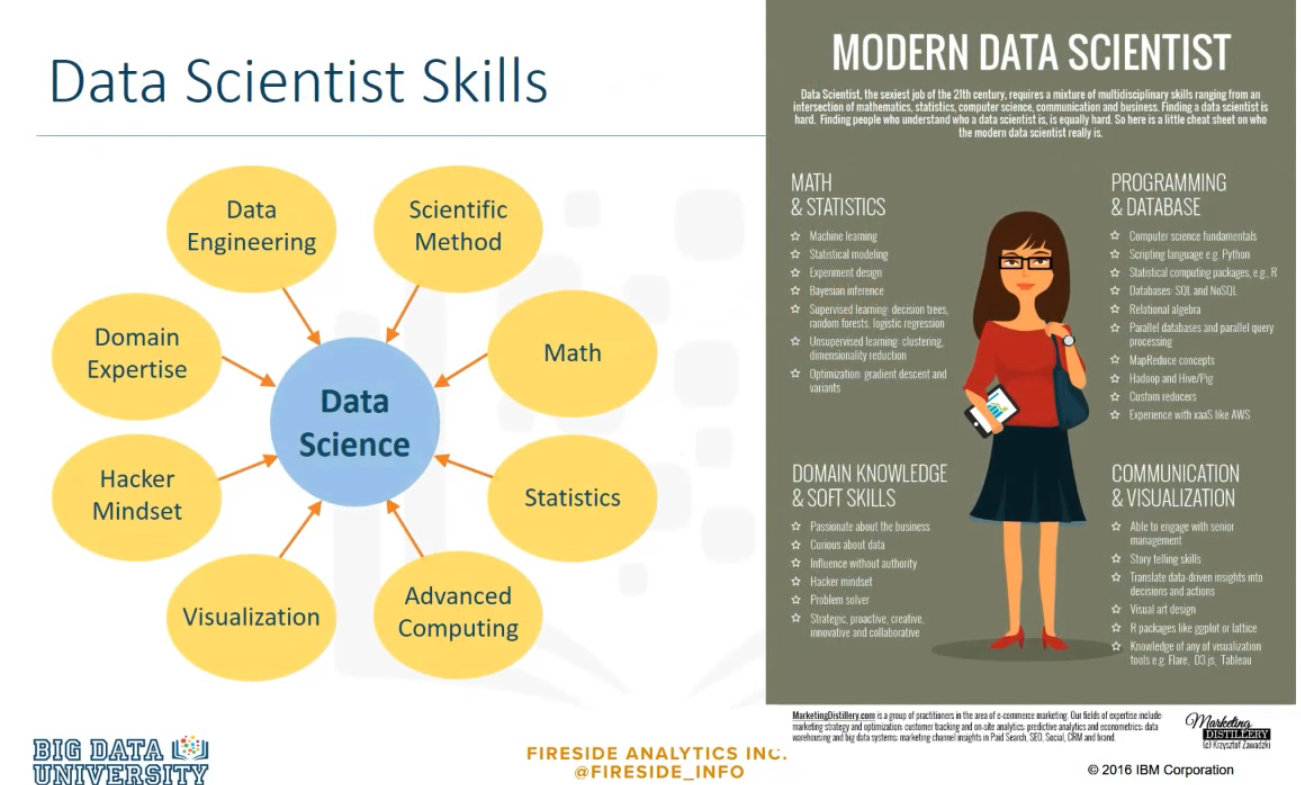 Data Scientist Skills
Data
Engineering
Scientific
Method
Domain
Expertise
Math
Data
Science
Hacker
Mindset
Statistics
Visualization
Advanced
Computing
BIG DATA
UNIVERSITY
FIRESIDE ANALYTICS INC.
@FIRESIDE_INFO
MODERN DATA SCIENTIST
Data Scientist, the sexiest job of the 21th century, requires a mixture of multidisciplinary skills ranging from an
intersection of mathematics, statistics, computer science, communication and business. Finding a data scientist is
hard. Finding people who understand who a data scientist is, is equally hard. So here is a little cheat sheet on who
the modern data scientist really is.
MATH
& STATISTICS
☆ Machine learning
☆ Statistical modeling
☆ Experiment design
☆ Bayesian inference
☆ Supervised learning: decision trees,
random forests, logistic regression
☆ Unsupervised learning: clustering,
dimensionality reduction
☆ Optimization: gradient descent and
variants
PROGRAMMING
& DATABASE
☆ Computer science fundamentals
☆ Scripting language e.g. Python
☆ Statistical computing packages, e.g., R
☆ Databases: SQL and NoSQL
☆ Relational algebra
☆ Parallel databases and parallel query
processing
☆ MapReduce concepts
☆ Hadoop and Hive/Pig
☆ Custom reducers
☆ Experience with xaaS like AWS
DOMAIN KNOWLEDGE
& SOFT SKILLS
☆ Passionate about the business
☆ Curious about data
☆ Influence without authority
☆ Hacker mindset
☆ Problem solver
☆ Strategic, proactive, creative,
innovative and collaborative
COMMUNICATION
& VISUALIZATION
☆ Able to engage with senior
management
☆ Story telling skills
☆ Translate data-driven insights into
decisions and actions
☆ Visual art design
☆ R packages like ggplot or lattice
☆ Knowledge of any of visualization
tools e.g. Flare, D3.js, Tableau
MarketingDistillery.com is a group of practitioners in the area of e-commerce marketing. Our fields of expertise include:
marketing strategy and optimization: customer tracking and on-site analytics: predictive analytics and econometrics: data
warehousing and big data systems: marketing channel insights in Paid Search, SEO, Social, CRM and brand.
Marketing
DISTILLERY
(c) Krzysztof Zawadzki
© 2016 IBM Corporation